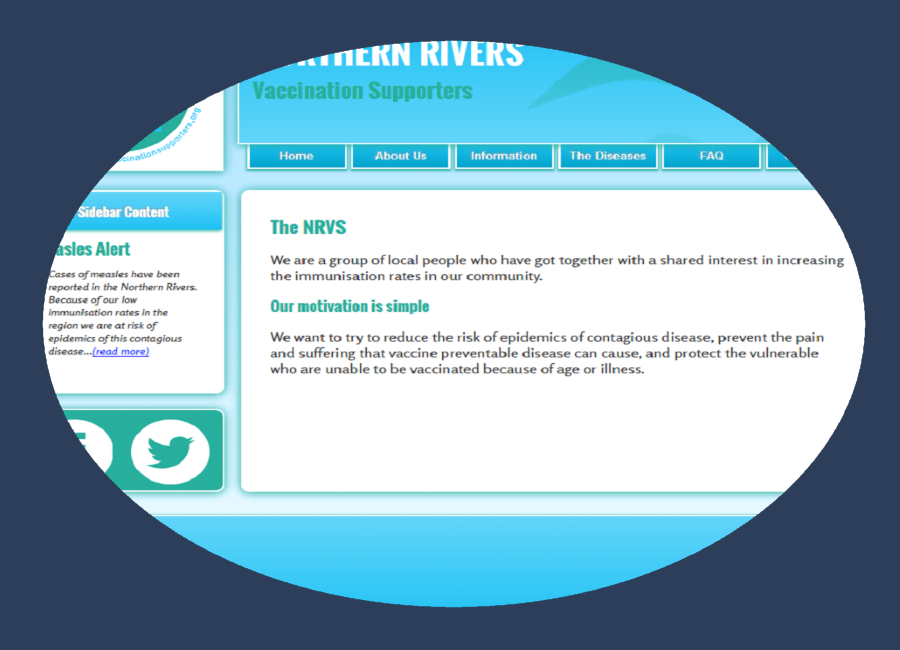 RIVERS
Vaccination Supporters
Home About Us Information The Diseases FAQ
Sidebar Content
Alert
Cases of measles have been
reported in the Northern Rivers.
Because of our low
immunisation rates in the
region we are at risk of
epidemics of this contagious
disease...(read more)
The NRVS
We are a group of local people who have got together with a shared interest in increasing
the immunisation rates in our community.
Our motivation is simple
We want to try to reduce the risk of epidemics of contagious disease, prevent the pain
and suffering that vaccine preventable disease can cause, and protect the vulnerable
who are unable to be vaccinated because of age or illness.